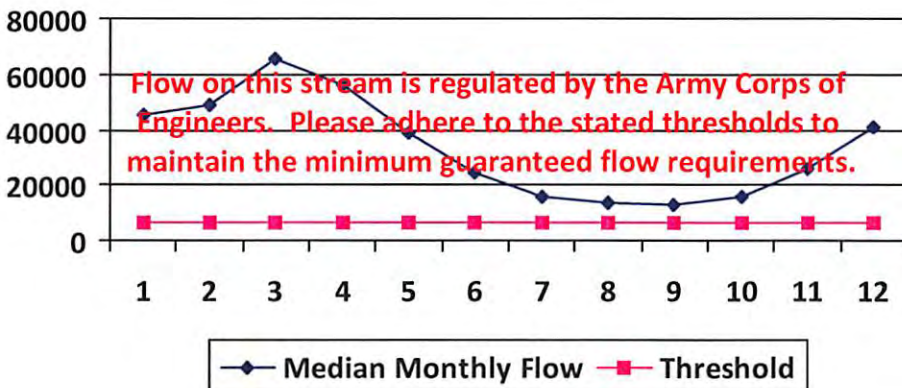 80000
60000
40000
20000
0
Flow on this stream is regulated by the Army Corps of
Engineers. Please adhere to the stated thresholds to
maintain the minimum guaranteed flow requirements.
1 2 3 4 5 6 7 8 9 10 11 12
Median Monthly Flow Threshold